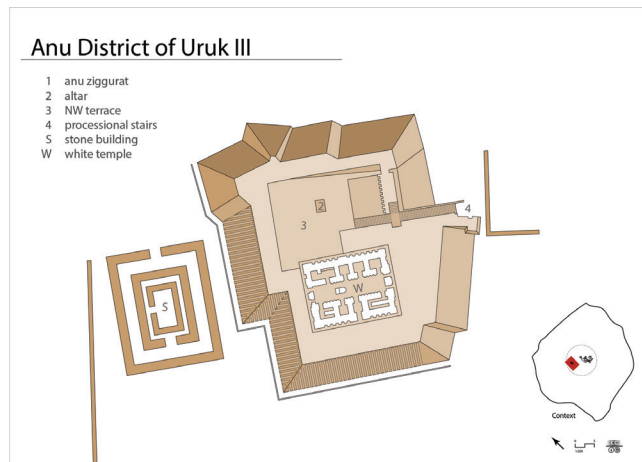 Anu District of Uruk III
1 anu ziggurat
2 altar
3 NW terrace
4 processional stairs
S stone building
W white temple
2
4
3
W
S
Context